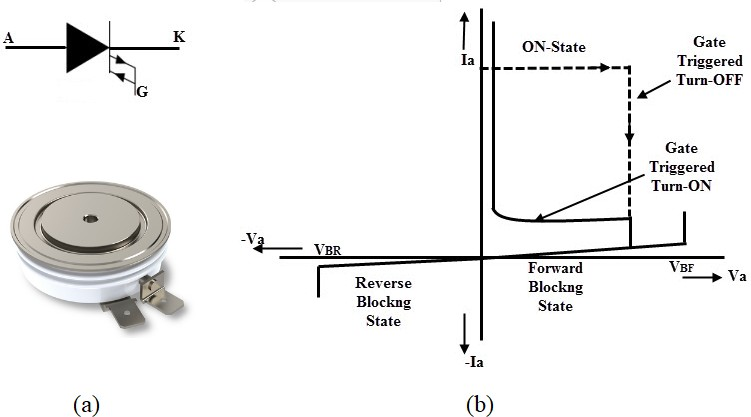 A
K
G
Ia
ON-State
Gate
Triggered
Turn-OFF
Gate
Triggered
Turn-ON
-Va
VBR
VBF
Va
Reverse
Blockng
State
Forward
Blockng
State
-Ia
(a)
(b)